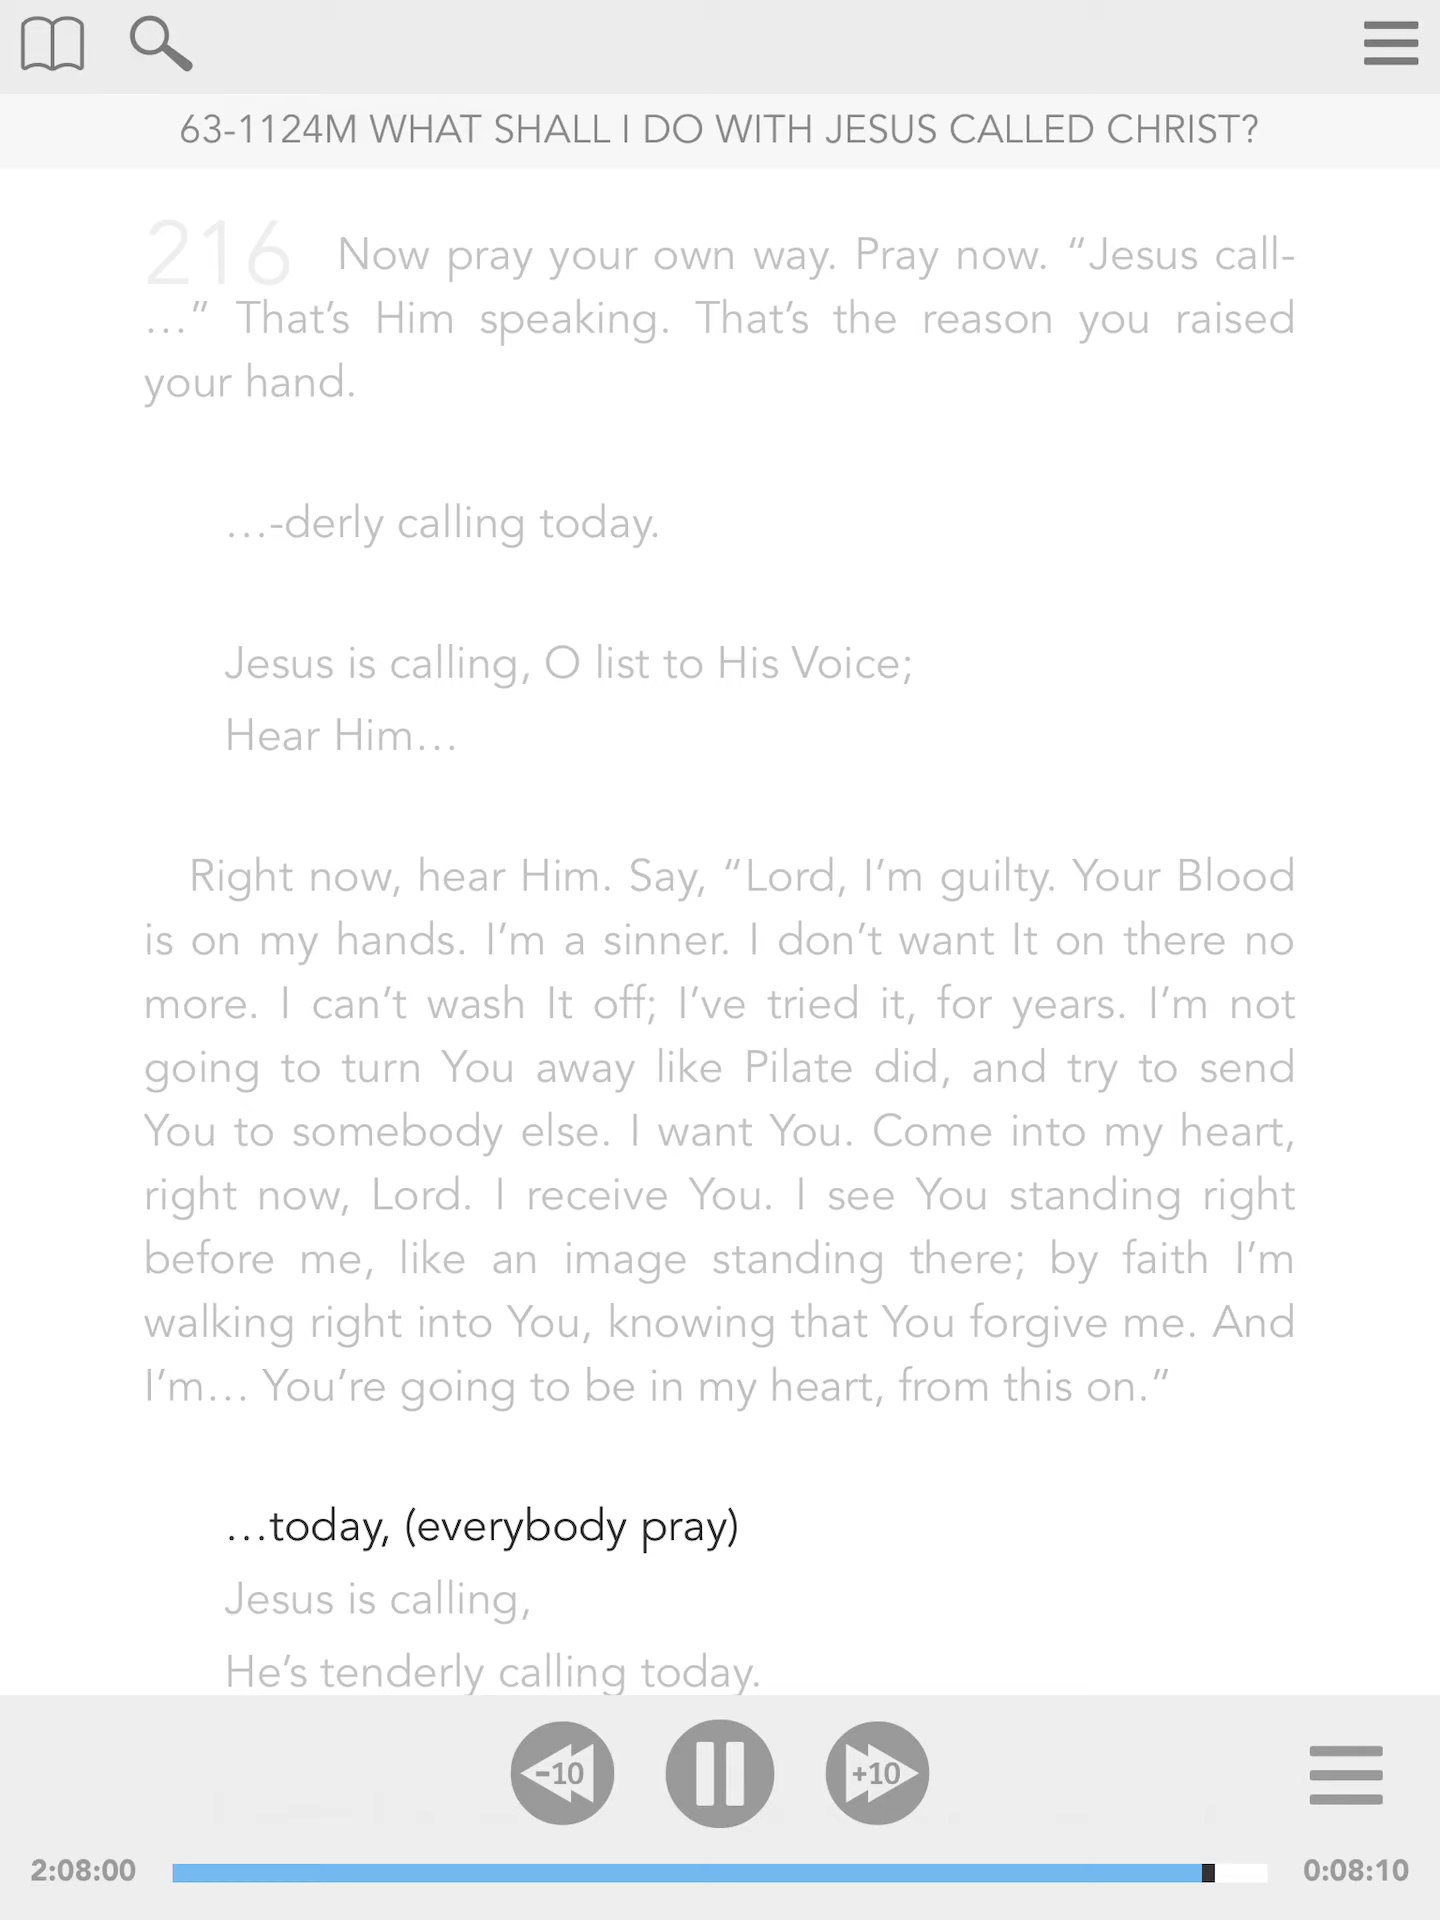 63-1124M WHAT SHALL I DO WITH JESUS CALLED CHRIST?
216 Now pray your own way. Pray now. “Jesus call-
…” That’s Him speaking. That’s the reason you raised
your hand.
…-derly calling today.
Jesus is calling, O list to His Voice;
Hear Him…
Right now, hear Him. Say, “Lord, I’m guilty. Your Blood
is on my hands. I’m a sinner. I don’t want It on there no
more. I can’t wash It off; I’ve tried it, for years. I’m not
going to turn You away like Pilate did, and try to send
You to somebody else. I want You. Come into my heart,
right now, Lord. I receive You. I see You standing right
before me, like an image standing there; by faith I’m
walking right into You, knowing that You forgive me. And
I’m… You’re going to be in my heart, from this on.”
…today, (everybody pray)
Jesus is calling,
He’s tenderly calling today.
-10 +10
2:08:00 0:08:10